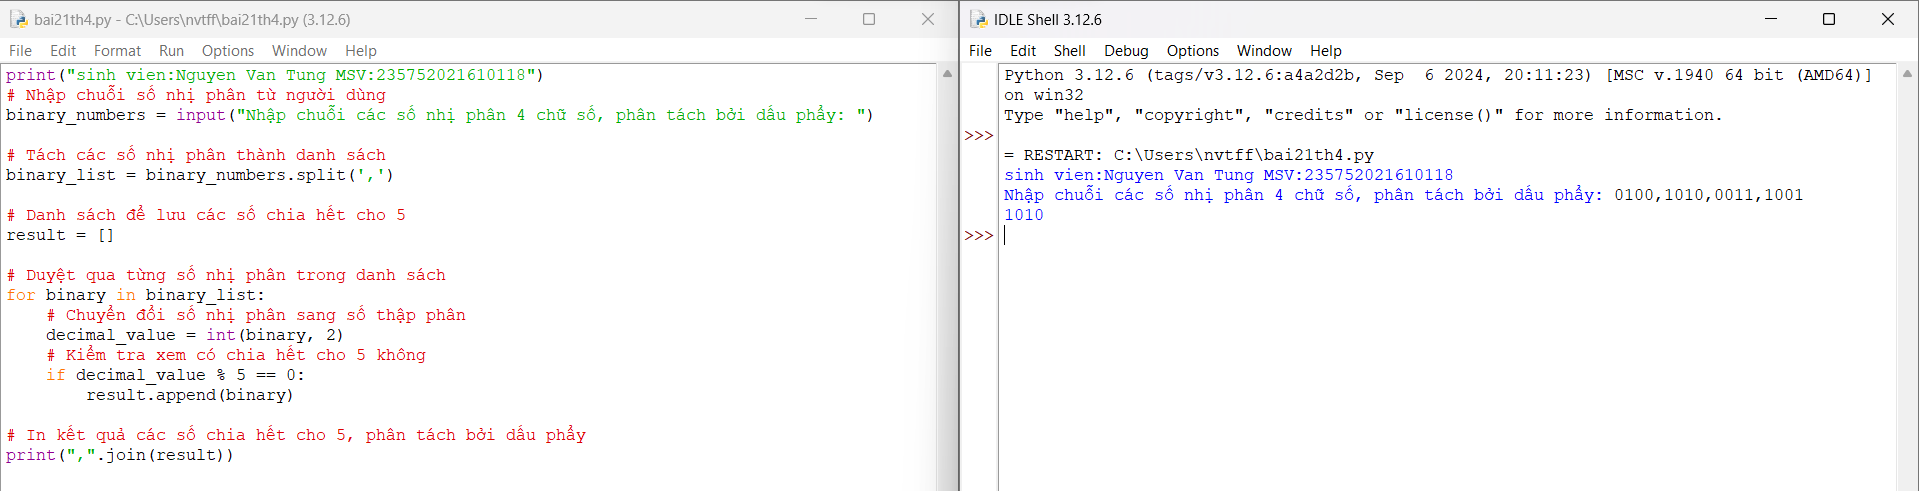 bai21th4.py - C:\Users\nvtff\bai21th4.py (3.12.6)
File Edit Format Run Options Window Help
print("sinh vien:Nguyen Van Tung MSV:235752021610118")
# Nhập chuỗi số nhị phân từ người dùng
binary_numbers = input("Nhập chuỗi các số nhị phân 4 chữ số, phân tách bởi dấu phẩy: ")
# Tách các số nhị phân thành danh sách
binary_list = binary_numbers.split(',')
# Danh sách để lưu các số chia hết cho 5
result = []
# Duyệt qua từng số nhị phân trong danh sách
for binary in binary_list:
    # Chuyển đổi số nhị phân sang số thập phân
    decimal_value = int(binary, 2)
    # Kiểm tra xem có chia hết cho 5 không
    if decimal_value % 5 == 0:
        result.append(binary)
# In kết quả các số chia hết cho 5, phân tách bởi dấu phẩy
print(",".join(result))
IDLE Shell 3.12.6
File Edit Shell Debug Options Window Help
Python 3.12.6 (tags/v3.12.6:a4a2d2b, Sep  6 2024, 20:11:23) [MSC v.1940 64 bit (AMD64)]
on win32
Type "help", "copyright", "credits" or "license()" for more information.
>>>
= RESTART: C:\Users\nvtff\bai21th4.py
sinh vien:Nguyen Van Tung MSV:235752021610118
Nhập chuỗi các số nhị phân 4 chữ số, phân tách bởi dấu phẩy: 0100,1010,0011,1001
1010
>>>